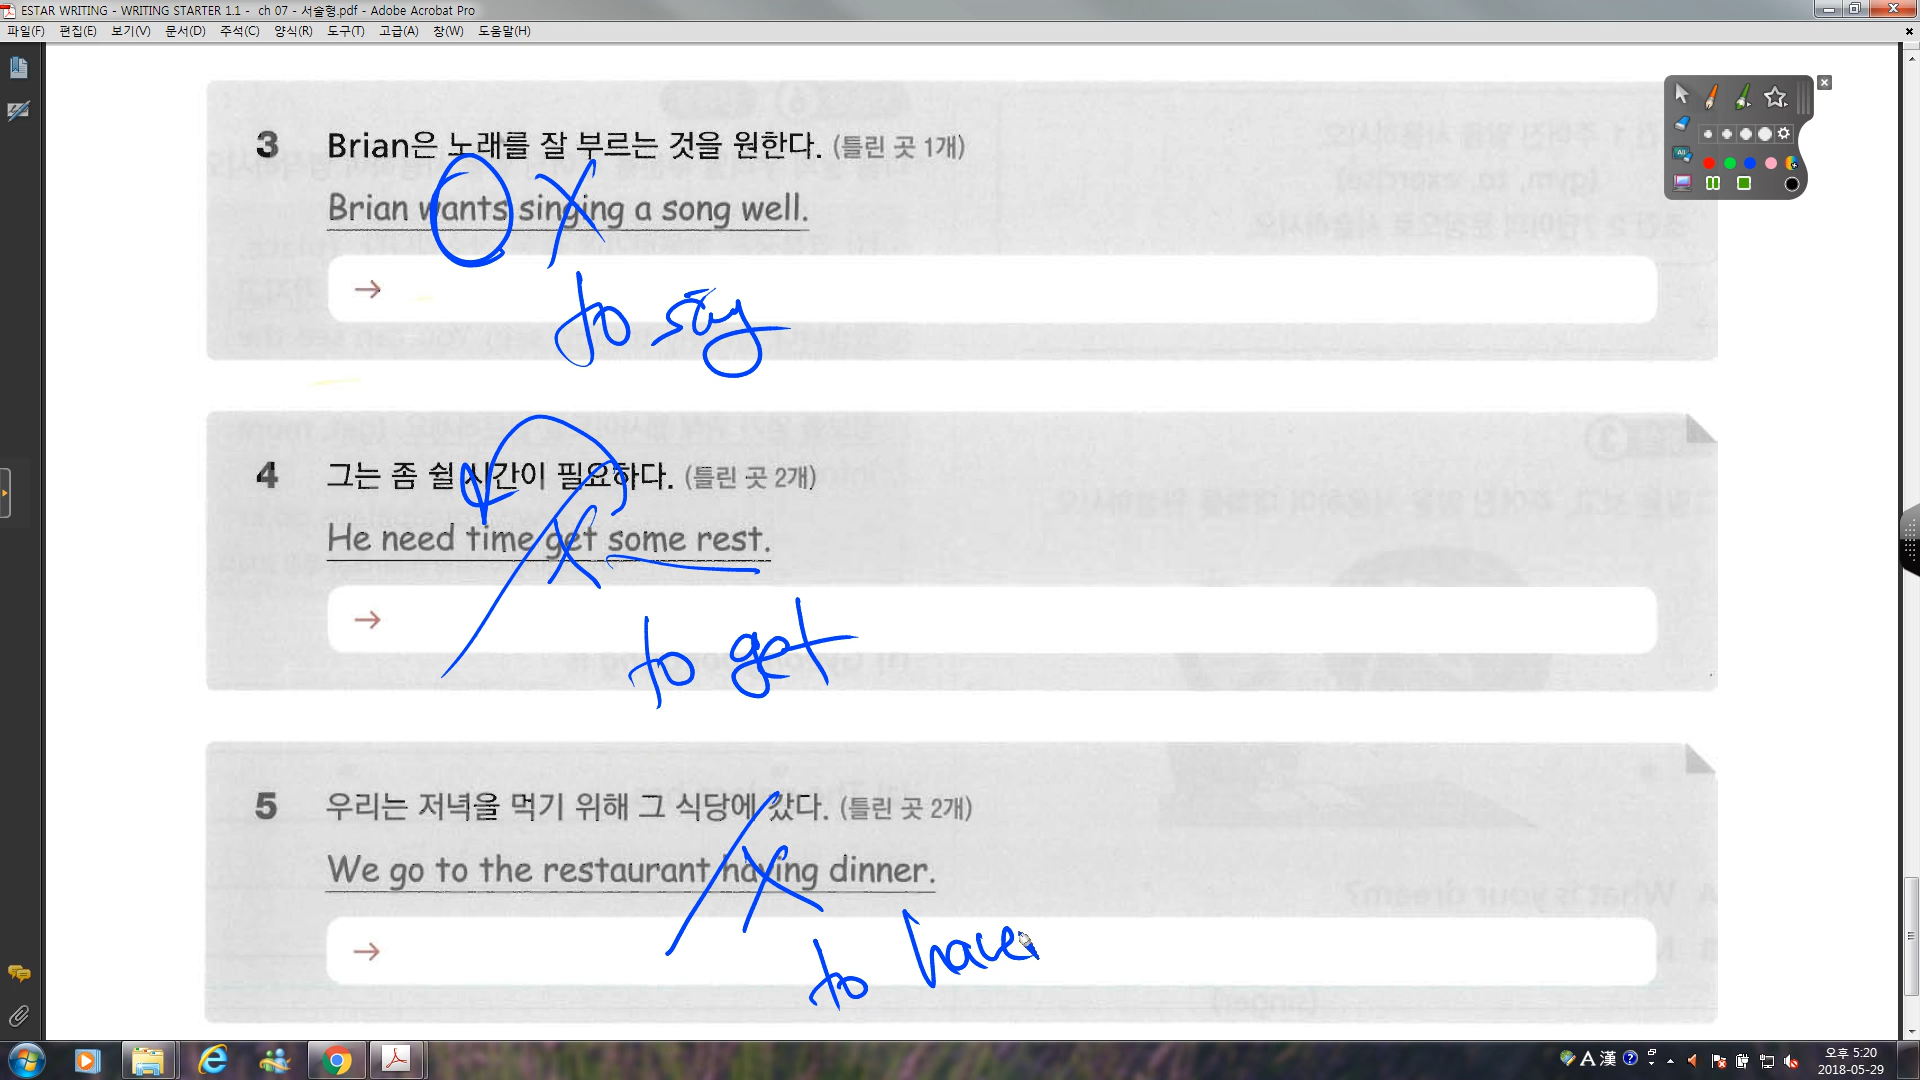 ESTAR WRITING - WRITING STARTER 1.1 - ch 07 - 서술형.pdf - Adobe Acrobat Pro
파일(F) 편집(E) 보기(V) 문서(D) 주석(C) 양식(R) 도구(T) 고급(A) 창(W) 도움말(H)
3 Brian은 노래를 잘 부르는 것을 원한다. (틀린 곳 1개)
Brian wants singing a song well.
→
to say
4 그는 좀 쉴 시간이 필요하다. (틀린 곳 2개)
He need time get some rest.
→
to get
5 우리는 저녁을 먹기 위해 그 식당에 갔다. (틀린 곳 2개)
We go to the restaurant having dinner.
→
to have
A 漢
오후 5:20
2018-05-29